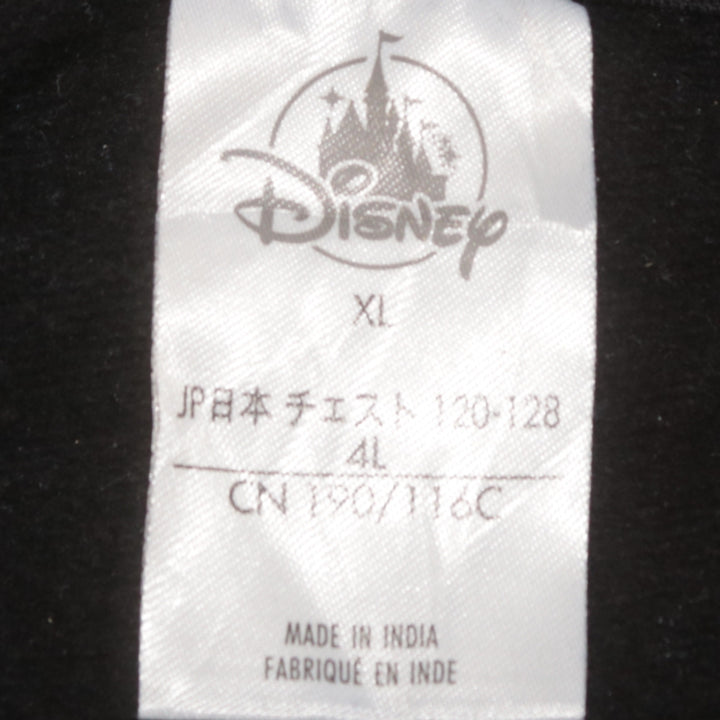 DISNEY
XL
JP日本 チェスト 120-128
4L
CN 190/116C
MADE IN INDIA
FABRIQUÉ EN INDE